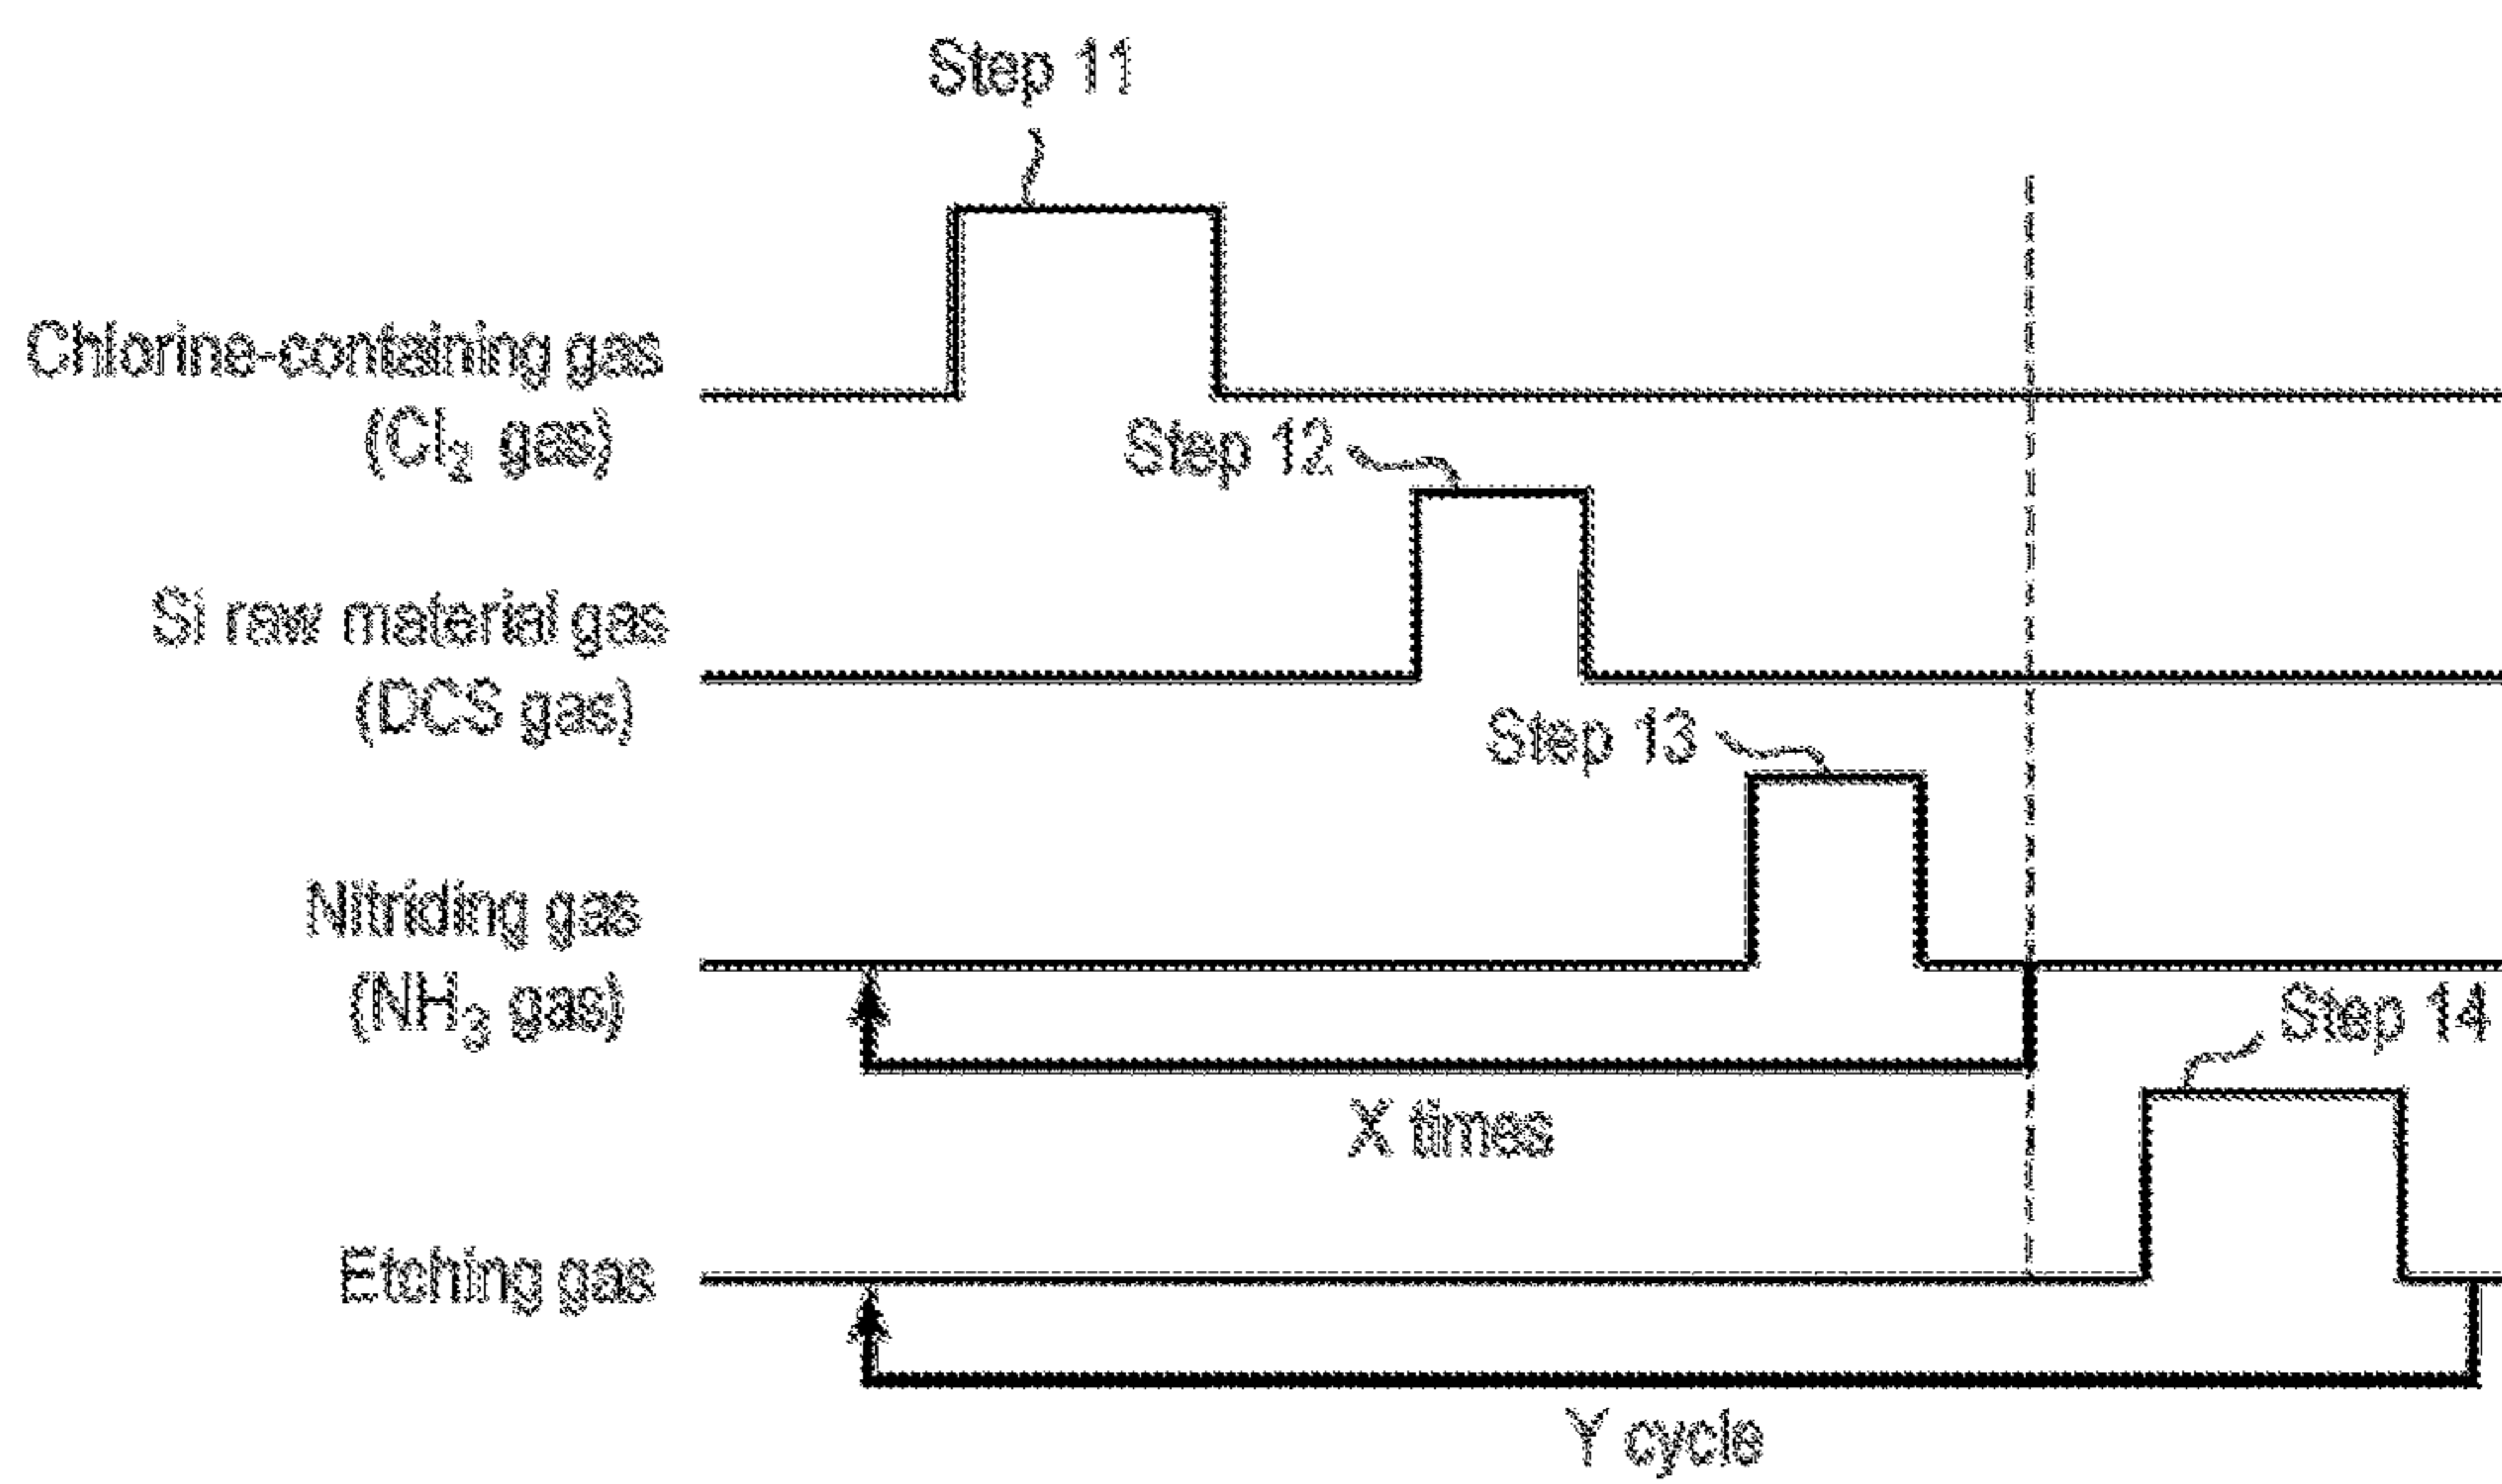 Step 11
Chlorine-containing gas
(Cl₂ gas)
Step 12
Si raw material gas
(DCS gas)
Step 13
Nitriding gas
(NH₃ gas)
Step 14
X times
Etching gas
Y cycle